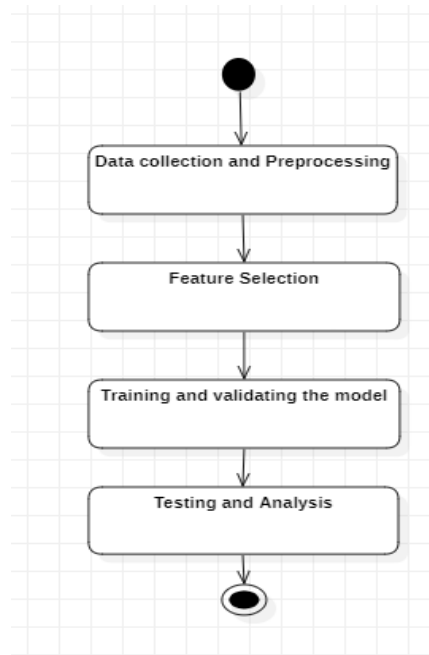 Data collection and Preprocessing
Feature Selection
Training and validating the model
Testing and Analysis